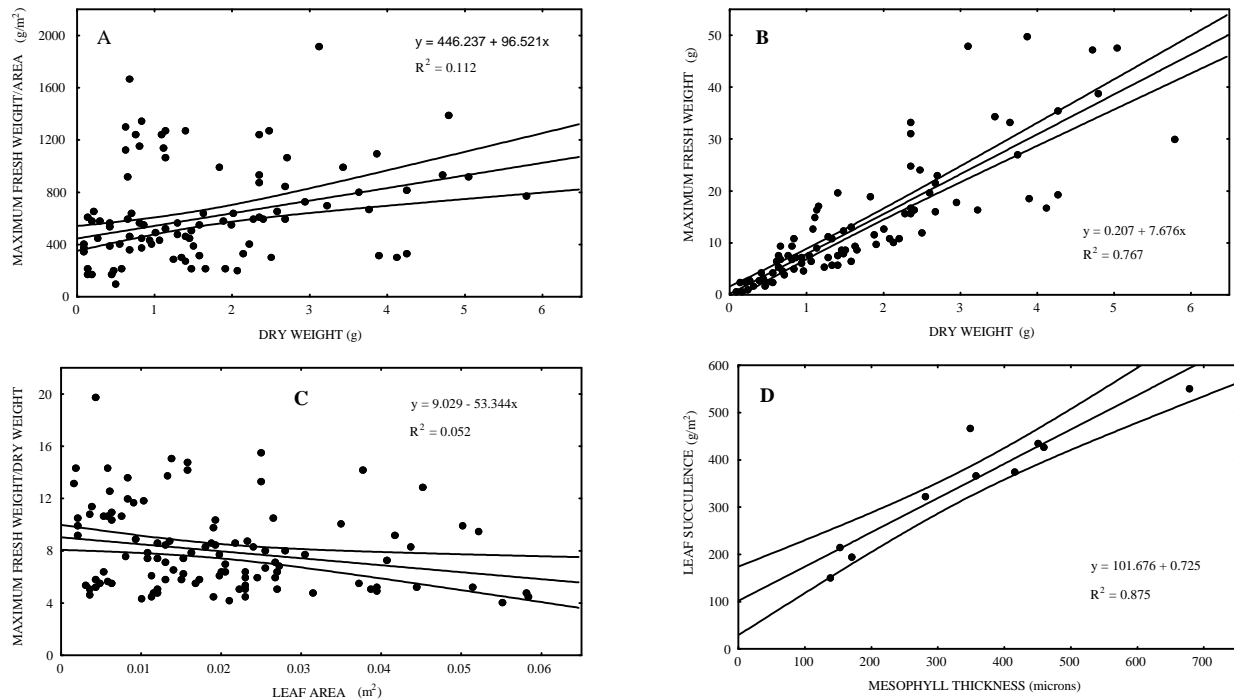 MAXIMUM FRESH WEIGHT/AREA (g/m²)
2000
1600
1200
800
400
0
A
y = 446.237 + 96.521x
R² = 0.112
0 1 2 3 4 5 6
DRY WEIGHT (g)
MAXIMUM FRESH WEIGHT (g)
50
40
30
20
10
0
B
y = 0.207 + 7.676x
R² = 0.767
0 1 2 3 4 5 6
DRY WEIGHT (g)
MAXIMUM FRESH WEIGHT/DRY WEIGHT
20
16
12
8
4
C
y = 9.029 - 53.344x
R² = 0.052
0 0.01 0.02 0.03 0.04 0.05 0.06
LEAF AREA (m²)
LEAF SUCCULENCE (g/m²)
600
500
400
300
200
100
0
D
y = 101.676 + 0.725
R² = 0.875
0 100 200 300 400 500 600 700
MESOPHYLL THICKNESS (microns)